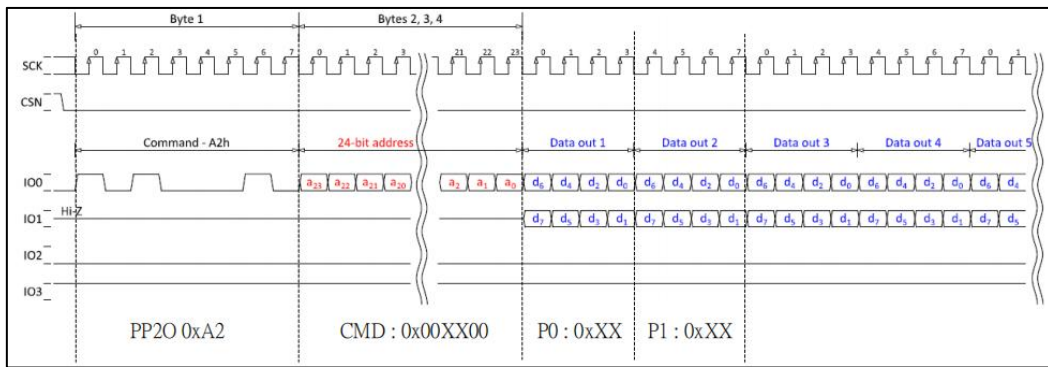 Byte 1 Bytes 2, 3, 4
0 1 2 3 4 5 6 7 0 1 2 3 21 22 23 0 1 2 3 4 5 6 7 0 1 2 3 4 5 6 7 0 1
SCK
CSN
Command - A2h 24-bit address Data out 1 Data out 2 Data out 3 Data out 4 Data out 5
IO0 a23 a22 a21 a20 a2 a1 a0 d6 d4 d2 d0 d6 d4 d2 d0 d6 d4 d2 d0 d6 d4 d2 d0 d6 d4
Hi-Z
IO1 d7 d5 d3 d1 d7 d5 d3 d1 d7 d5 d3 d1 d7 d5 d3 d1 d7 d5
IO2
IO3
PP2O 0xA2 CMD : 0x00XX00 P0 : 0xXX P1 : 0xXX